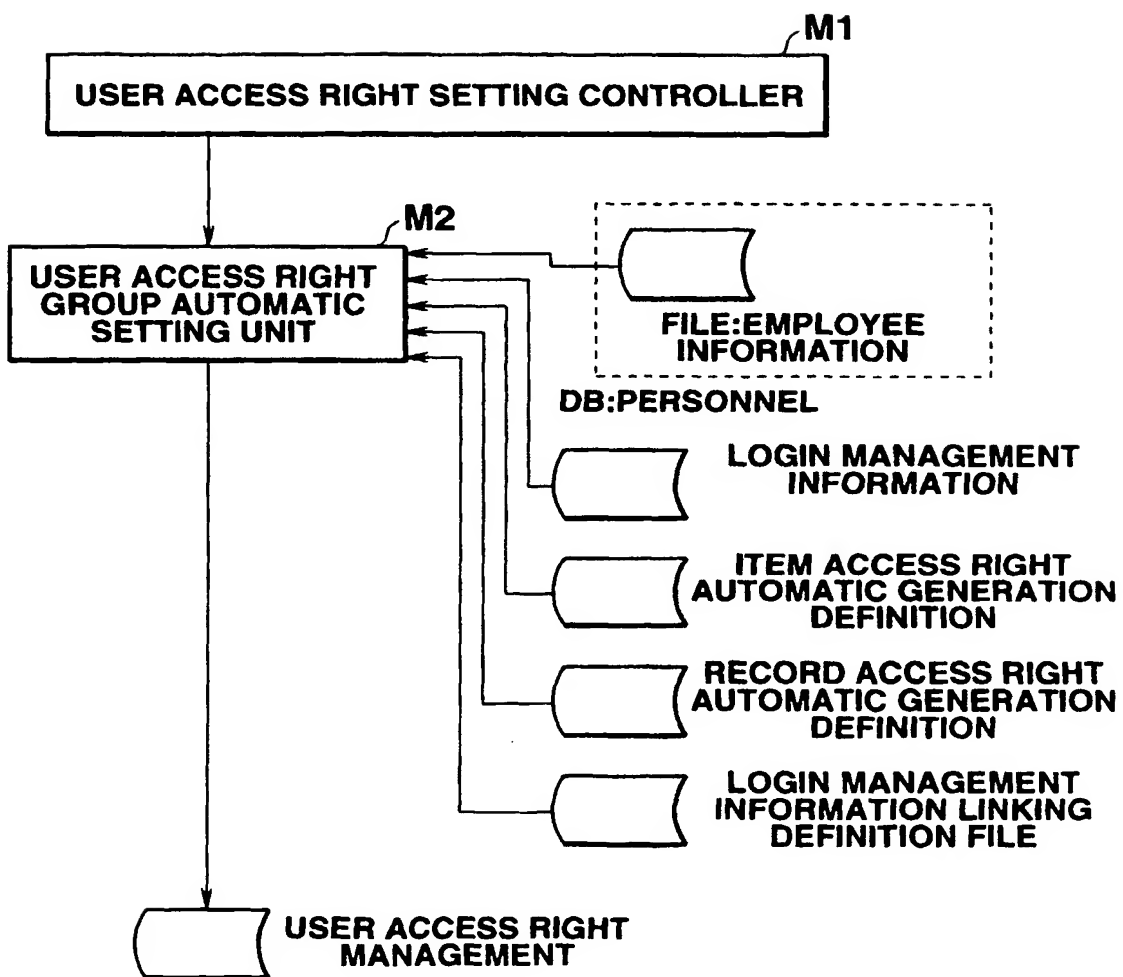 M1
USER ACCESS RIGHT SETTING CONTROLLER
M2
USER ACCESS RIGHT
GROUP AUTOMATIC
SETTING UNIT
FILE:EMPLOYEE
INFORMATION
DB:PERSONNEL
LOGIN MANAGEMENT
INFORMATION
ITEM ACCESS RIGHT
AUTOMATIC GENERATION
DEFINITION
RECORD ACCESS RIGHT
AUTOMATIC GENERATION
DEFINITION
LOGIN MANAGEMENT
INFORMATION LINKING
DEFINITION FILE
USER ACCESS RIGHT
MANAGEMENT